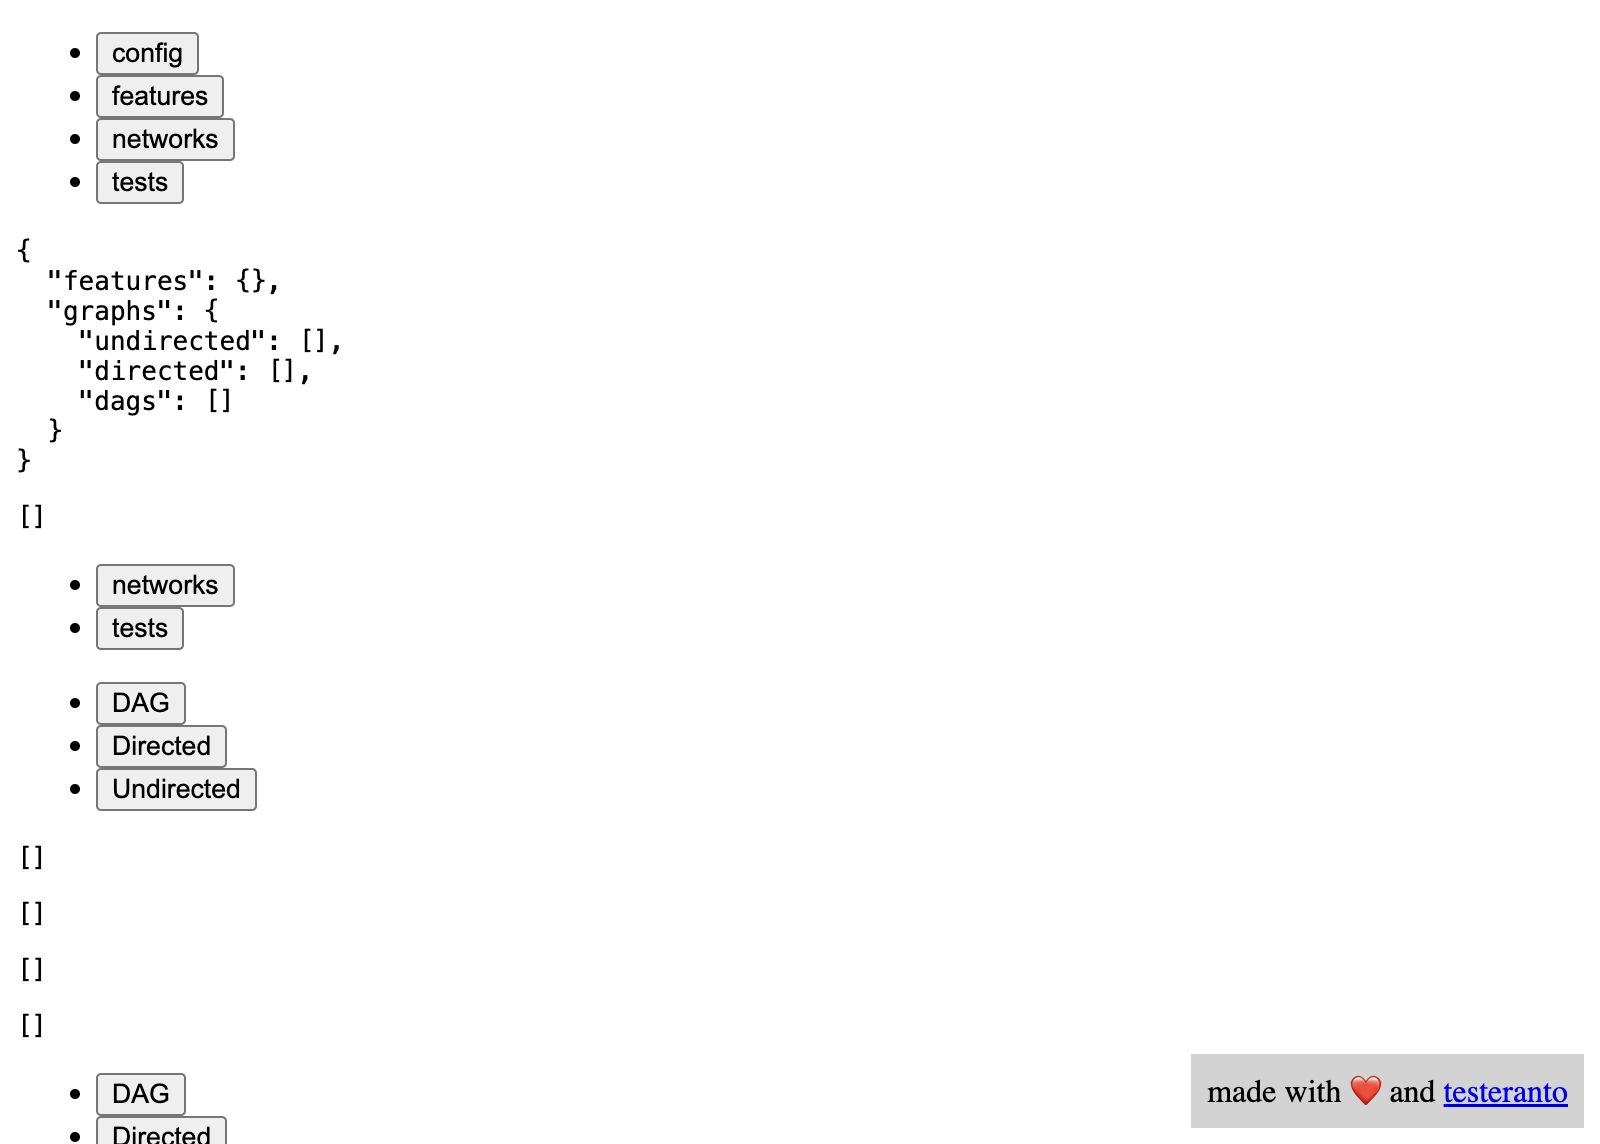 config
features
networks
tests
{
  "features": {},
  "graphs": {
    "undirected": [],
    "directed": [],
    "dags": []
  }
}
[]
networks
tests
DAG
Directed
Undirected
[]
[]
[]
[]
DAG
Directed
made with ❤️ and testeranto